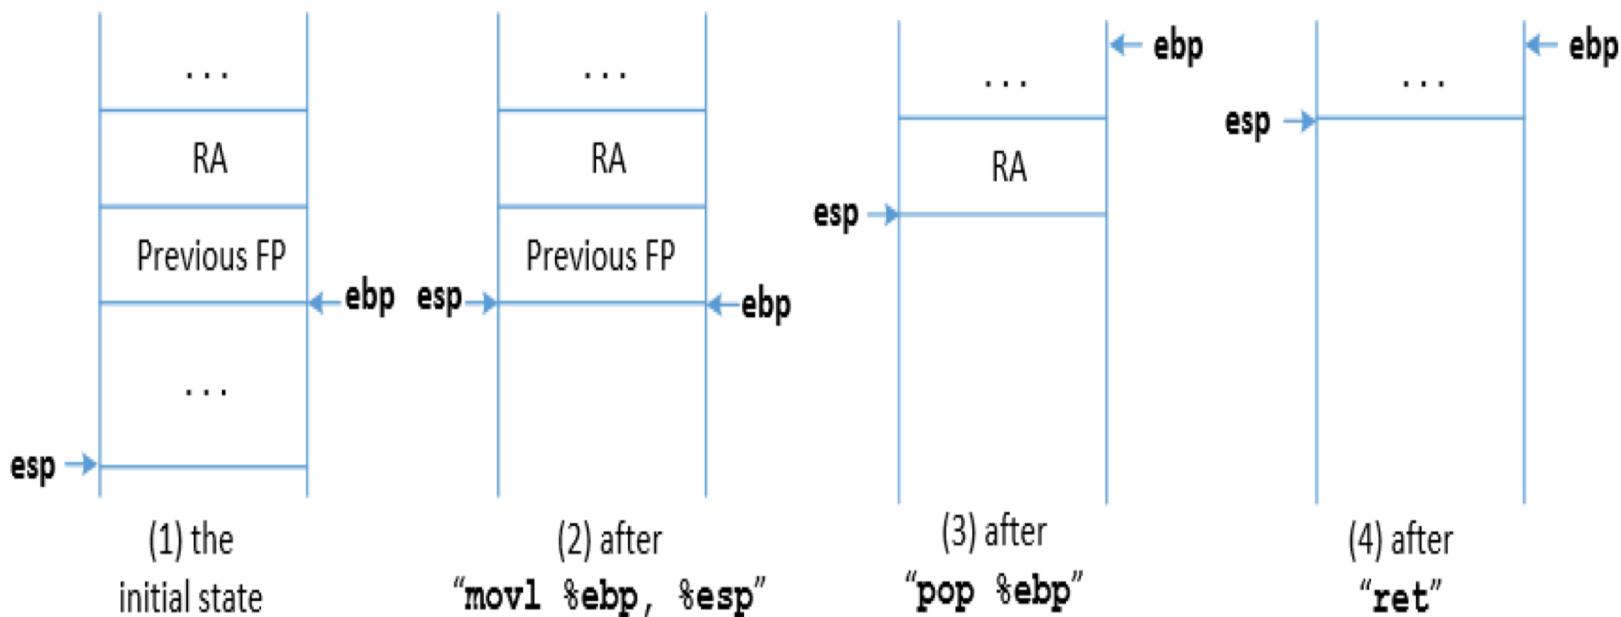 ...
RA
Previous FP
ebp
...
esp
(1) the
initial state
...
RA
Previous FP
esp
ebp
(2) after
“movl %ebp, %esp”
ebp
...
RA
esp
(3) after
“pop %ebp”
ebp
...
esp
(4) after
“ret”